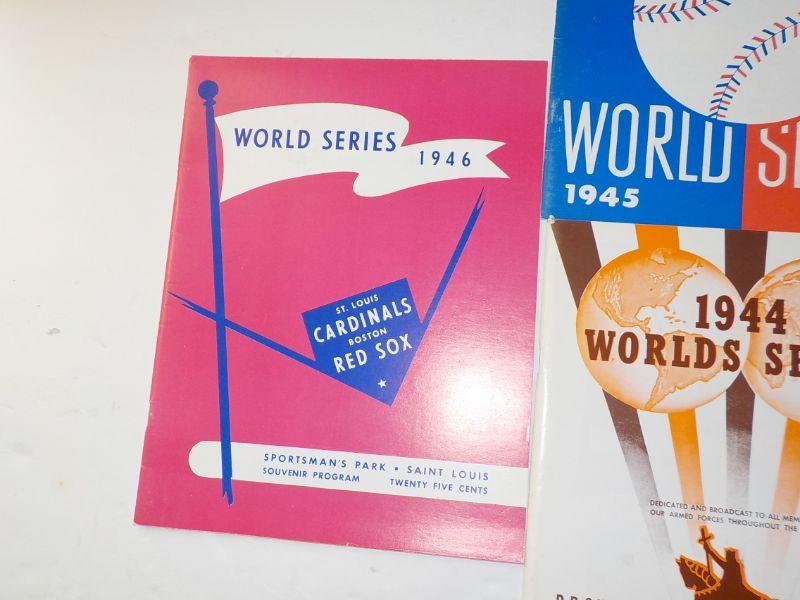 WORLD SERIES 1946
ST. LOUIS
CARDINALS
BOSTON
RED SOX
SPORTSMAN'S PARK • SAINT LOUIS
SOUVENIR PROGRAM TWENTY FIVE CENTS
WORLD
1945
1944
WORLDS
DEDICATED AND BROADCAST TO ALL
OUR ARMED FORCES THROUGHOUT THE